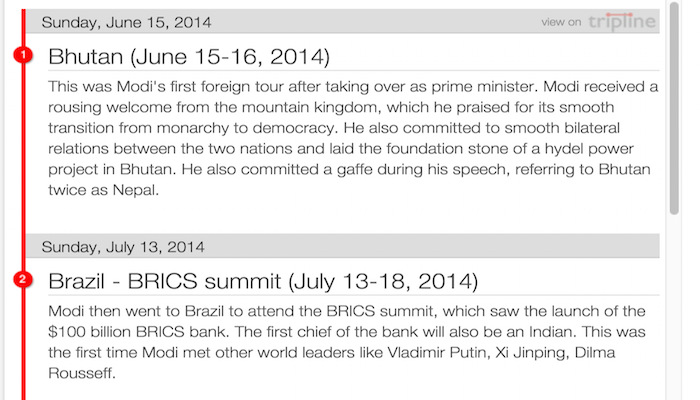 Sunday, June 15, 2014 view on tripline
1 Bhutan (June 15-16, 2014)
This was Modi's first foreign tour after taking over as prime minister. Modi received a
rousing welcome from the mountain kingdom, which he praised for its smooth
transition from monarchy to democracy. He also committed to smooth bilateral
relations between the two nations and laid the foundation stone of a hydel power
project in Bhutan. He also committed a gaffe during his speech, referring to Bhutan
twice as Nepal.
Sunday, July 13, 2014
2 Brazil - BRICS summit (July 13-18, 2014)
Modi then went to Brazil to attend the BRICS summit, which saw the launch of the
$100 billion BRICS bank. The first chief of the bank will also be an Indian. This was
the first time Modi met other world leaders like Vladimir Putin, Xi Jinping, Dilma
Rousseff.